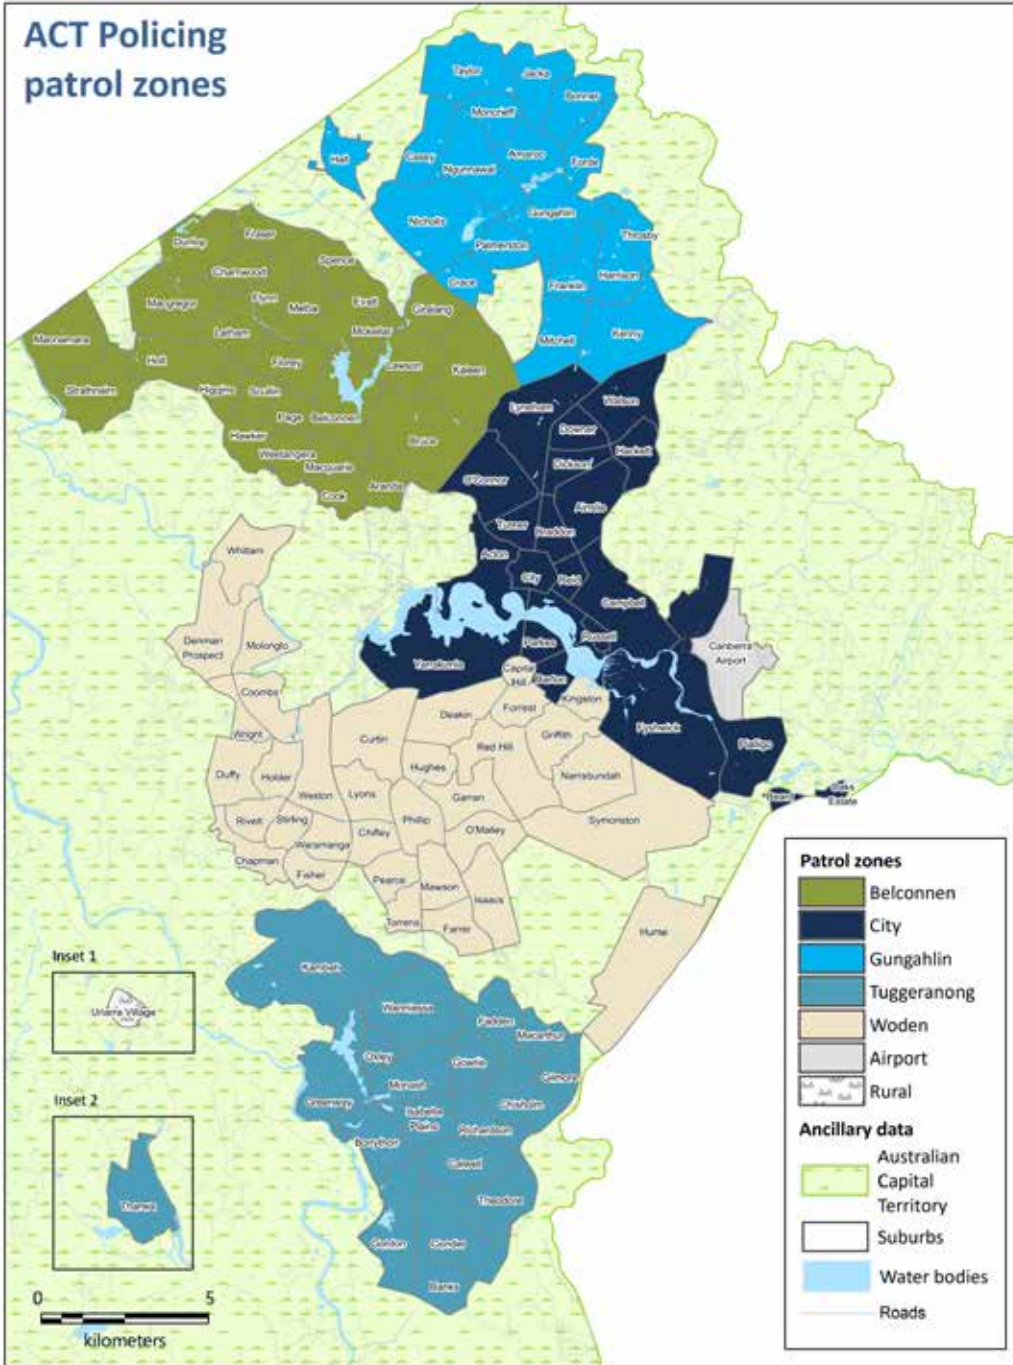 ACT Policing
patrol zones
Taylor
Jacka
Bonner
Moncrieff
Hall
Casey
Amaroo
Forde
Ngunnawal
Nicholls
Gungahlin
Throsby
Palmerston
Crace
Franklin
Harrison
Mitchell
Kenny
Dunlop
Fraser
Spence
Charnwood
Macgregor
Flynn
Melba
Evatt
Giralang
Macnamara
Latham
Mckellar
Holt
Florey
Lawson
Kaleen
Strathnairn
Higgins
Scullin
Page
Belconnen
Hawker
Bruce
Weetangera
Macquarie
Cook
Aranda
Lyneham
Watson
Downer
Hackett
Dickson
O'Connor
Ainslie
Turner
Braddon
Acton
City
Reid
Campbell
Russell
Parkes
Yarralumla
Capital
Hill
Barton
Canberra
Airport
Fyshwick
Pialligo
Beard
Oaks
Estate
Whitlam
Denman
Prospect
Molonglo
Coombs
Wright
Kingston
Forrest
Deakin
Griffith
Curtin
Red Hill
Duffy
Holder
Hughes
Narrabundah
Weston
Lyons
Garran
Rivett
Stirling
Chifley
Phillip
O'Malley
Symonston
Waramanga
Chapman
Fisher
Pearce
Mawson
Isaacs
Torrens
Farrer
Hume
Kambah
Wanniassa
Fadden
Macarthur
Oxley
Gowrie
Monash
Gilmore
Greenway
Isabella
Plains
Chisholm
Bonython
Richardson
Calwell
Theodore
Gordon
Conder
Banks
Inset 1
Uriarra Village
Inset 2
Tharwa
0 5
kilometers
Patrol zones
Belconnen
City
Gungahlin
Tuggeranong
Woden
Airport
Rural
Ancillary data
Australian
Capital
Territory
Suburbs
Water bodies
Roads